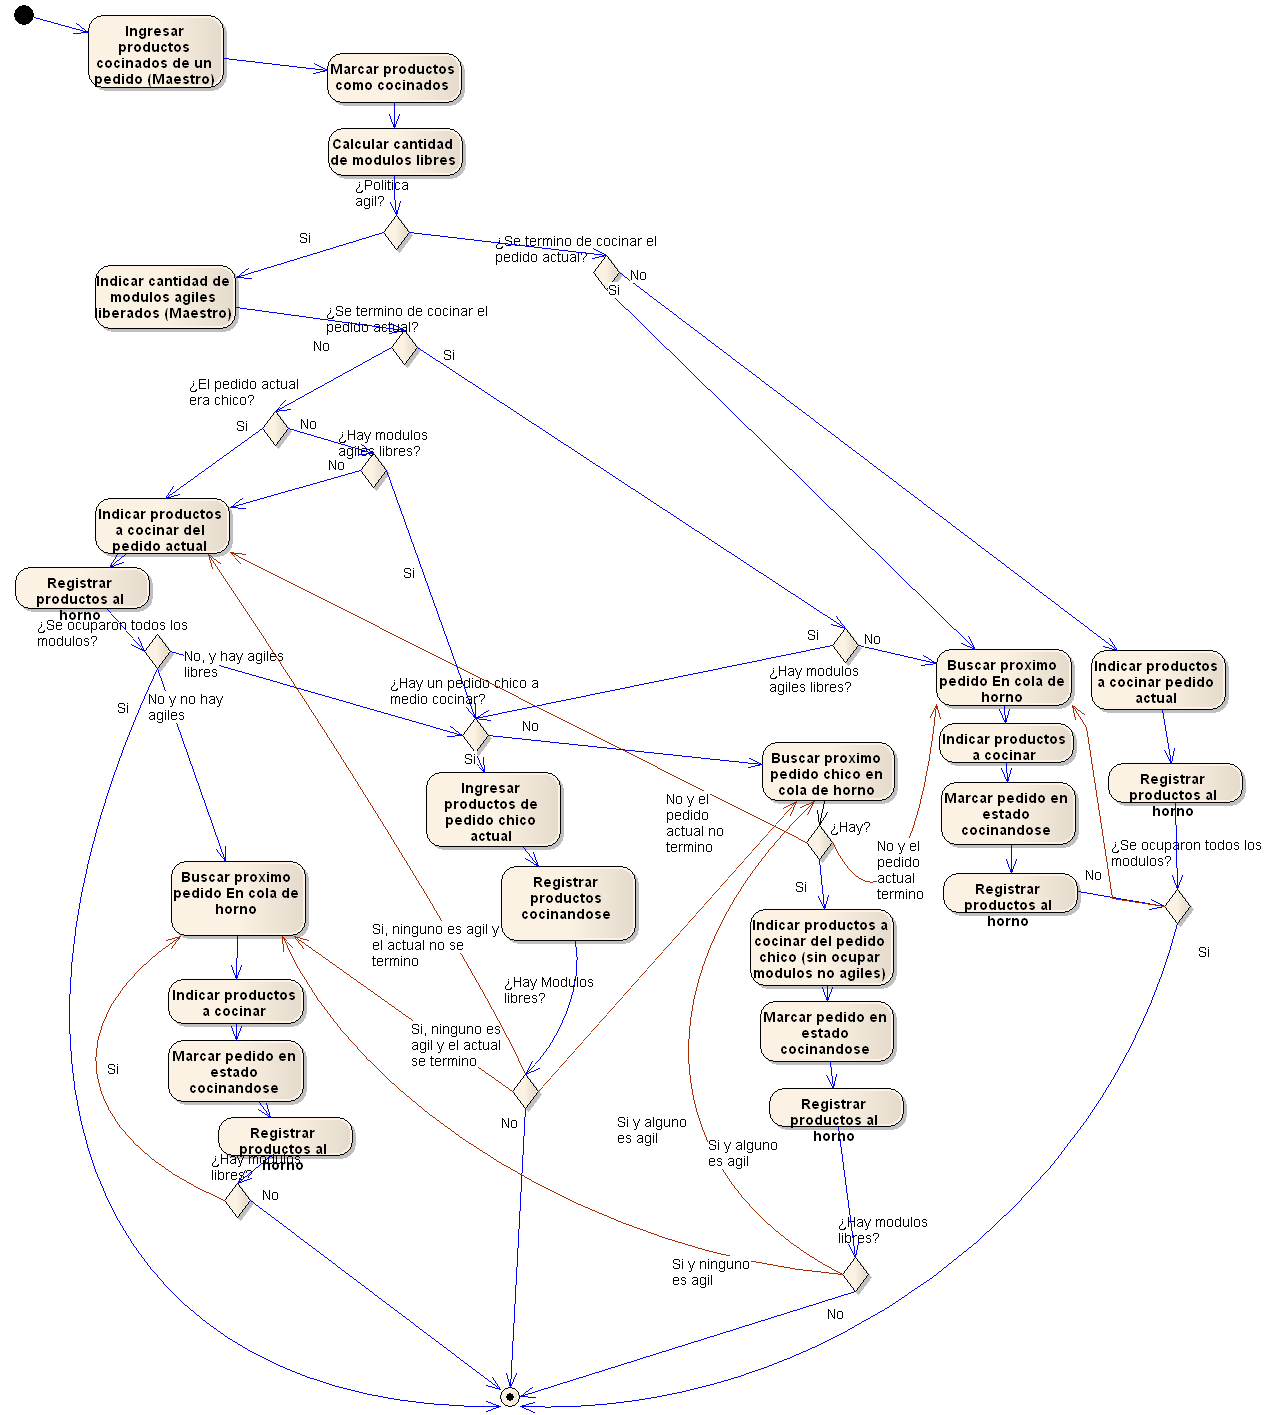 Ingresar
productos
cocinados de un
pedido (Maestro)
Marcar productos
como cocinados
Calcular cantidad
de modulos libres
¿Politica
agil?
Si
¿Se termino de cocinar el
pedido actual?
No
Si
Indicar cantidad de
modulos agiles
liberados (Maestro)
¿Se termino de cocinar el
pedido actual?
No
Si
¿El pedido actual
era chico?
Si
No
¿Hay modulos
agiles libres?
No
Si
Indicar productos
a cocinar del
pedido actual
Registrar
productos al
horno
¿Se ocuparon todos los
modulos?
No, y hay agiles
libres
No y no hay
agiles
Si
¿Hay un pedido chico a
medio cocinar?
No
Si
Si
No
¿Hay modulos
agiles libres?
Buscar proximo
pedido En cola de
horno
Indicar productos
a cocinar pedido
actual
Indicar productos
a cocinar
Registrar
productos al
horno
Marcar pedido en
estado
cocinandose
Registrar
productos al
horno
¿Se ocuparon todos los
modulos?
No
Si
Buscar proximo
pedido chico en
cola de horno
¿Hay?
No y el
pedido
actual no
termino
No y el
pedido
actual
termino
Si
Ingresar
productos de
pedido chico
actual
Registrar
productos
cocinandose
¿Hay Modulos
libres?
Si, ninguno es agil y
el actual no se
termino
Si, ninguno es
agil y el actual
se termino
No
Si y alguno
es agil
Indicar productos a
cocinar del pedido
chico (sin ocupar
modulos no agiles)
Marcar pedido en
estado
cocinandose
Registrar
productos al
horno
Si y alguno
es agil
¿Hay modulos
libres?
Si y ninguno
es agil
No
Buscar proximo
pedido En cola de
horno
Indicar productos
a cocinar
Marcar pedido en
estado
cocinandose
Registrar
productos al
horno
¿Hay modulos
libres?
Si
No